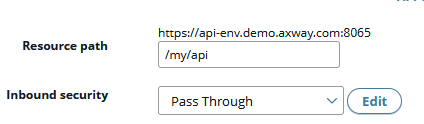 https://api-env.demo.axway.com:8065
Resource path
/my/api
Inbound security
Pass Through
Edit